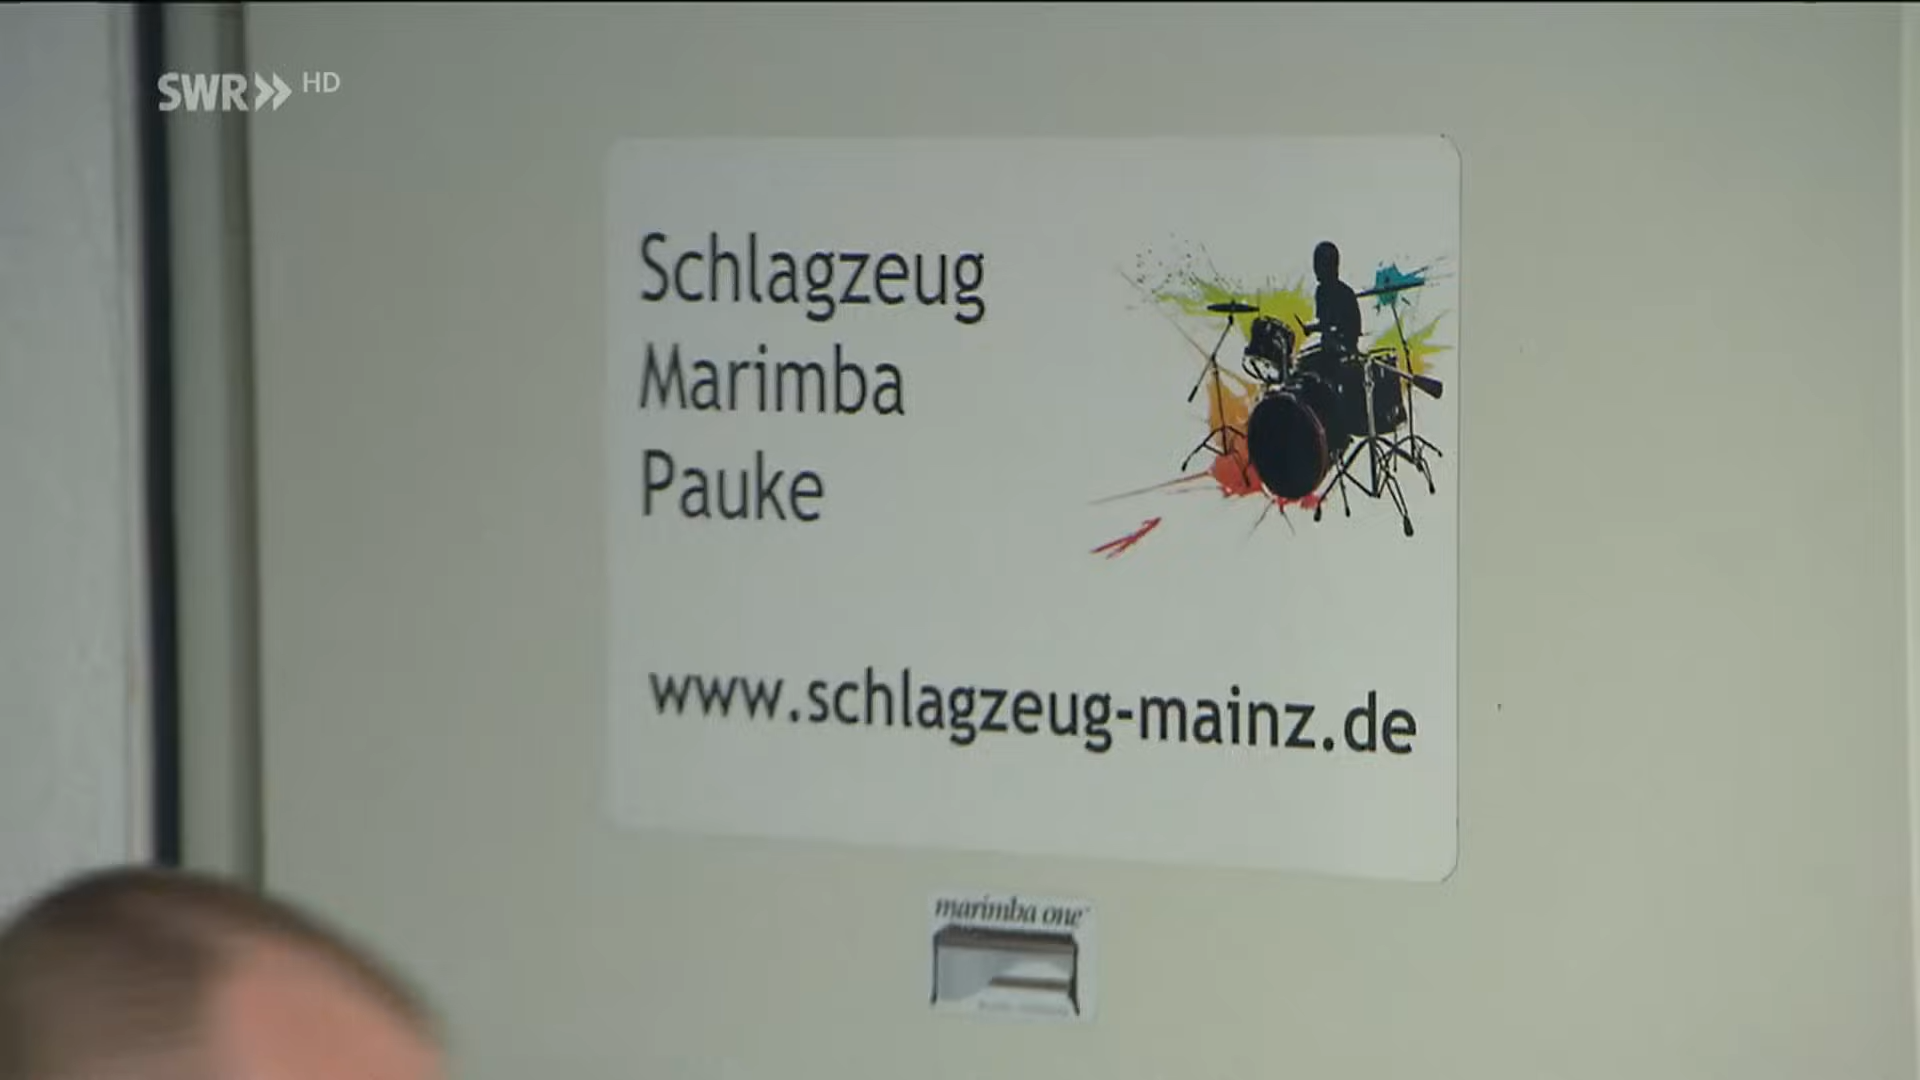 SWR HD
Schlagzeug
Marimba
Pauke
www.schlagzeug-mainz.de
marimba one